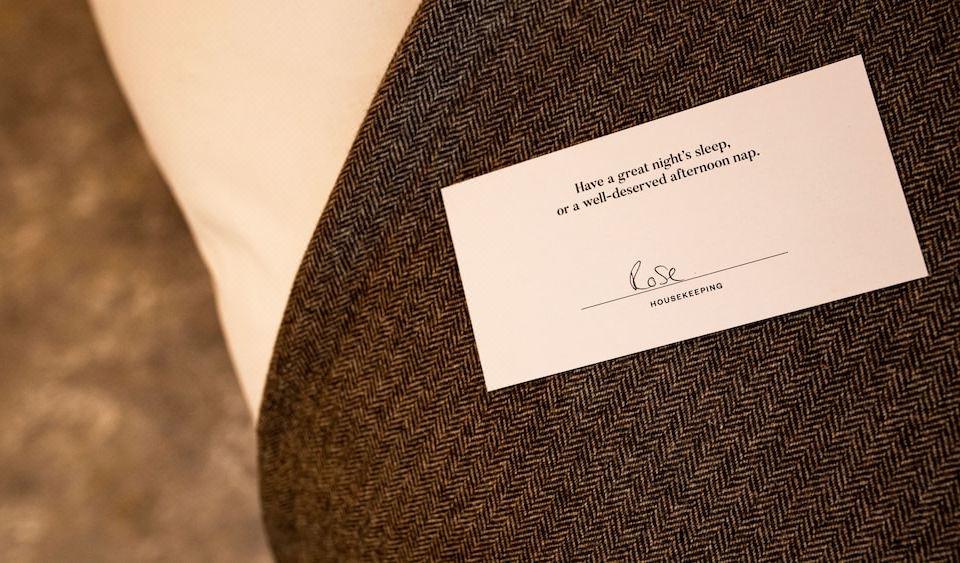 Have a great night's sleep,
or a well-deserved afternoon nap.
Rose
HOUSEKEEPING